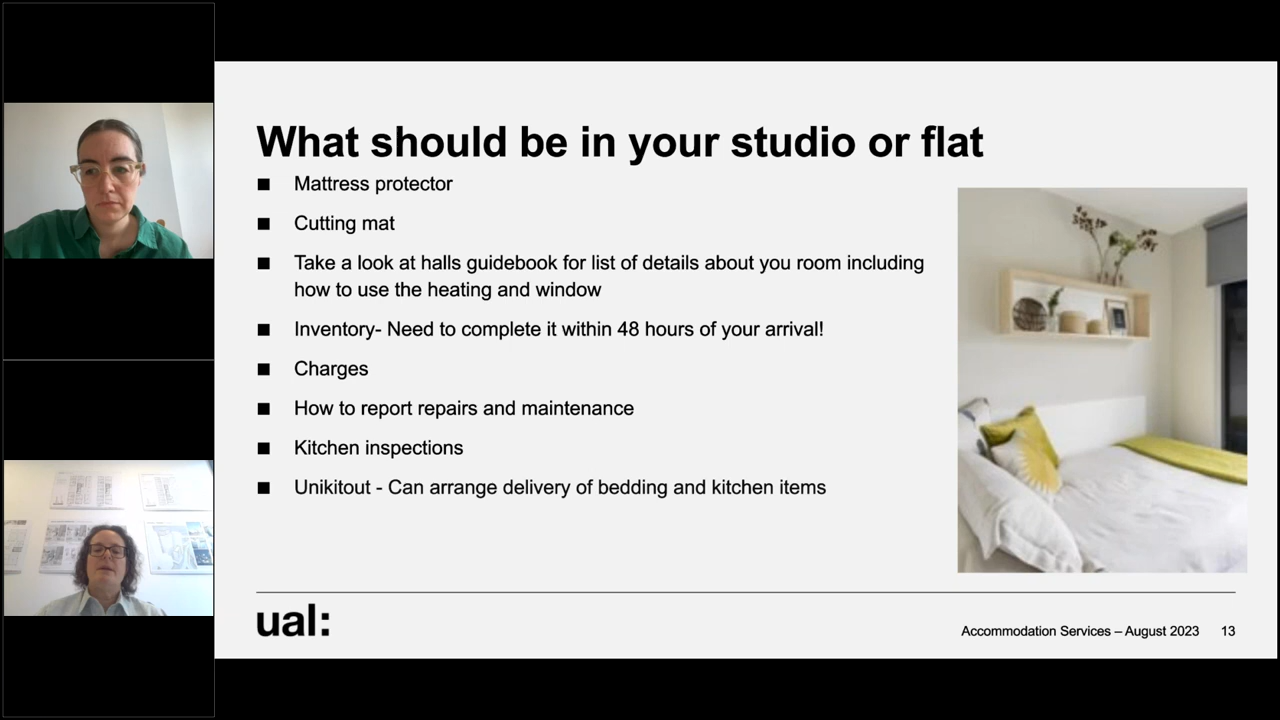 What should be in your studio or flat
Mattress protector
Cutting mat
Take a look at halls guidebook for list of details about you room including
how to use the heating and window
Inventory- Need to complete it within 48 hours of your arrival!
Charges
How to report repairs and maintenance
Kitchen inspections
Unikitout - Can arrange delivery of bedding and kitchen items
ual:
Accommodation Services – August 2023 13